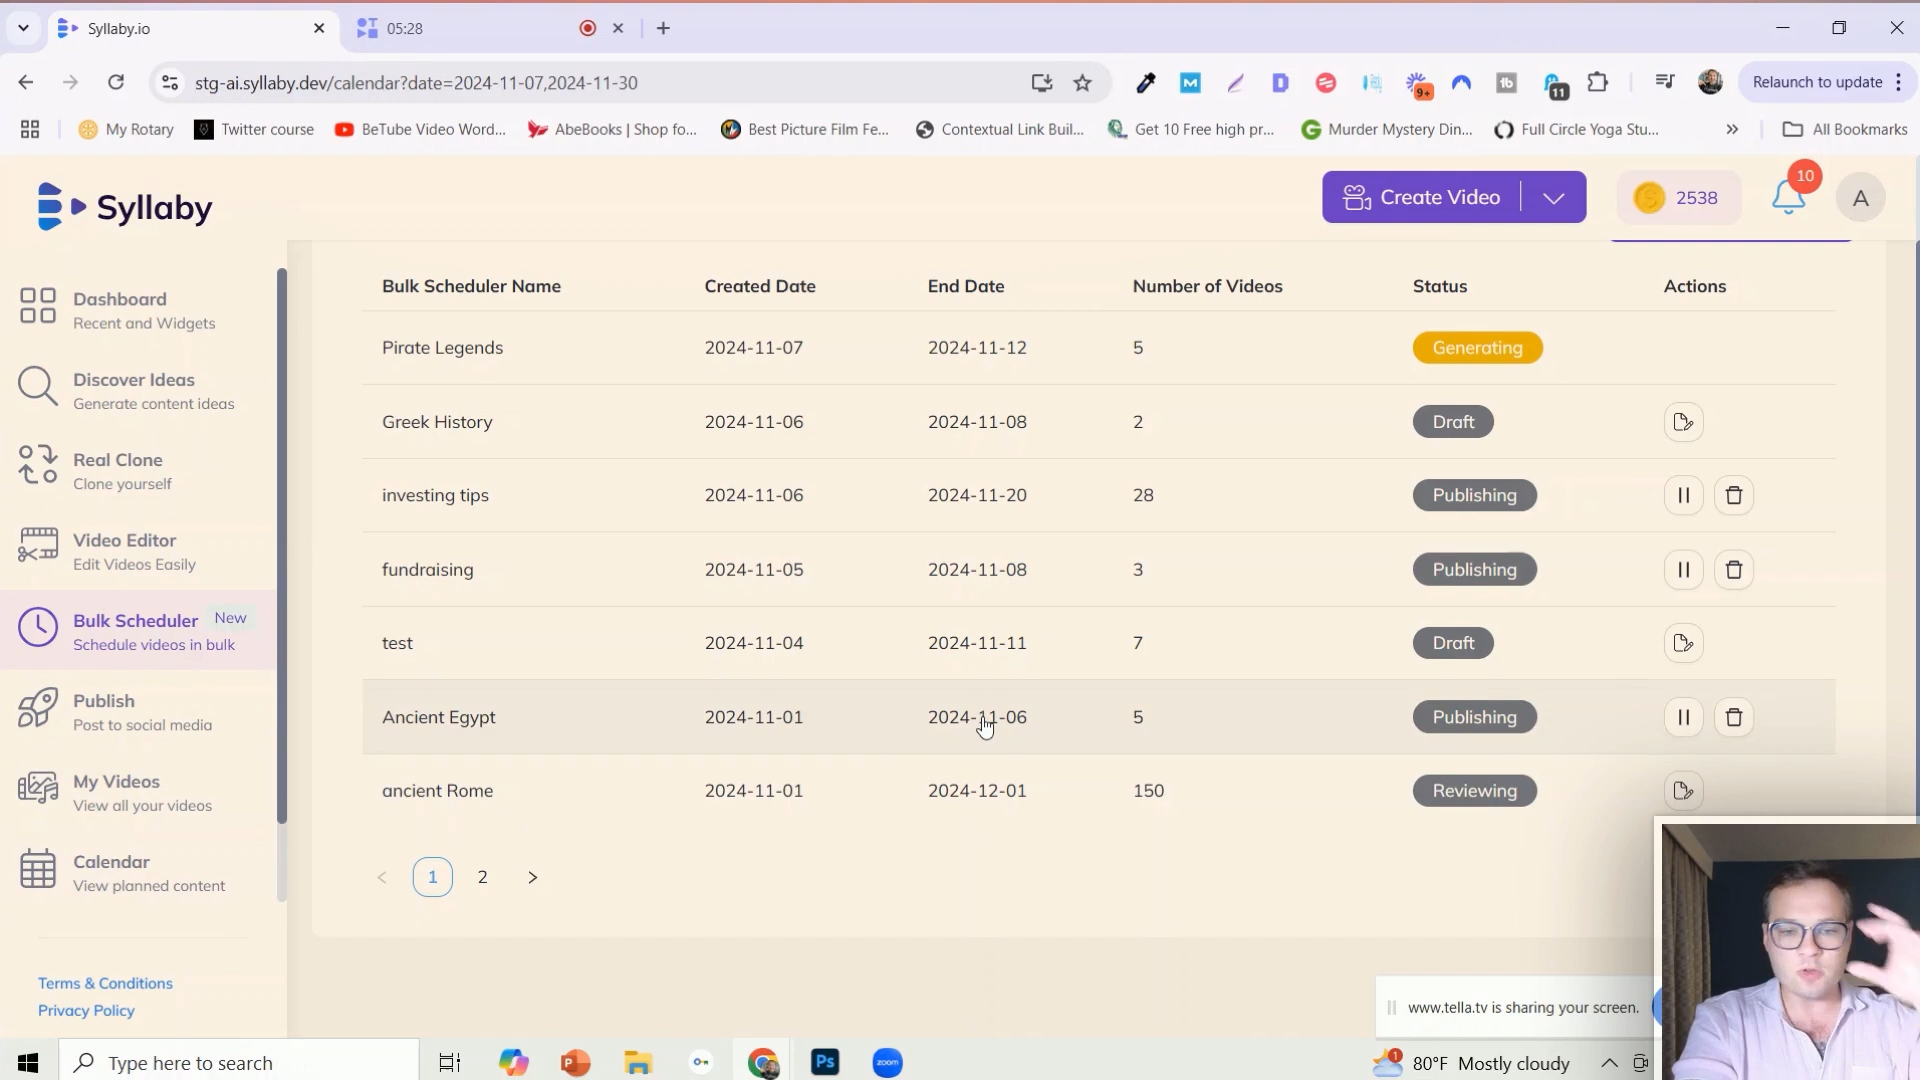 Syllaby.io
05:28
stg-ai.syllaby.dev/calendar?date=2024-11-07,2024-11-30
9+
11
Relaunch to update
My Rotary
Twitter course
BeTube Video Word...
AbeBooks | Shop fo...
Best Picture Film Fe...
Contextual Link Buil...
Get 10 Free high pr...
Murder Mystery Din...
Full Circle Yoga Stu...
All Bookmarks
Syllaby
Create Video
2538
10
A
Dashboard
Recent and Widgets
Discover Ideas
Generate content ideas
Real Clone
Clone yourself
Video Editor
Edit Videos Easily
Bulk Scheduler New
Schedule videos in bulk
Publish
Post to social media
My Videos
View all your videos
Calendar
View planned content
Terms & Conditions
Privacy Policy
Bulk Scheduler Name Created Date End Date Number of Videos Status Actions
Pirate Legends 2024-11-07 2024-11-12 5 Generating
Greek History 2024-11-06 2024-11-08 2 Draft
investing tips 2024-11-06 2024-11-20 28 Publishing
fundraising 2024-11-05 2024-11-08 3 Publishing
test 2024-11-04 2024-11-11 7 Draft
Ancient Egypt 2024-11-01 2024-11-06 5 Publishing
ancient Rome 2024-11-01 2024-12-01 150 Reviewing
1 2
www.tella.tv is sharing your screen.
Type here to search
P
Ps
zoom
1
80°F Mostly cloudy